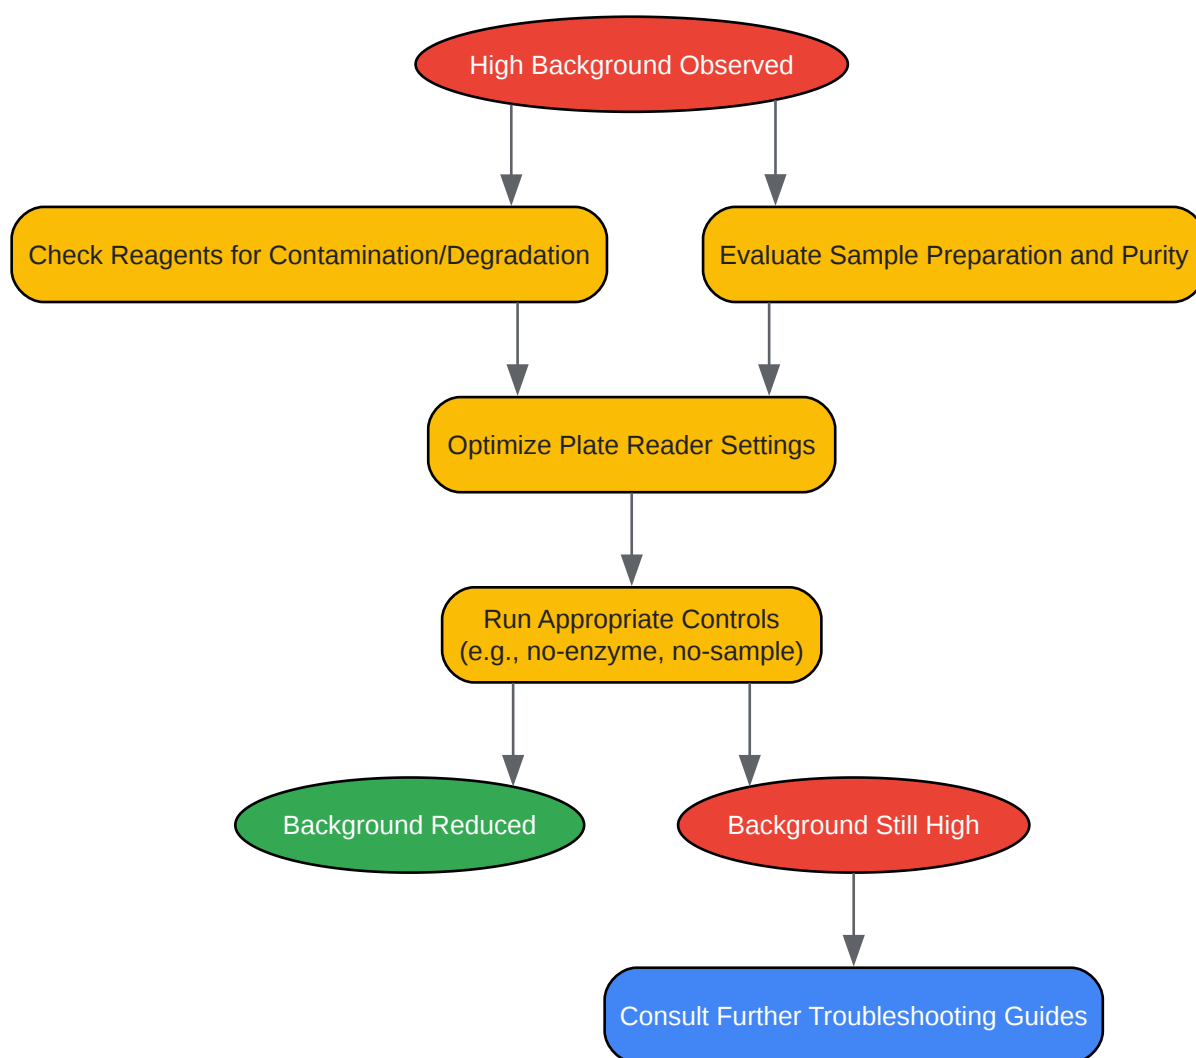 High Background Observed
Check Reagents for Contamination/Degradation
Evaluate Sample Preparation and Purity
Optimize Plate Reader Settings
Run Appropriate Controls
(e.g., no-enzyme, no-sample)
Background Reduced
Background Still High
Consult Further Troubleshooting Guides